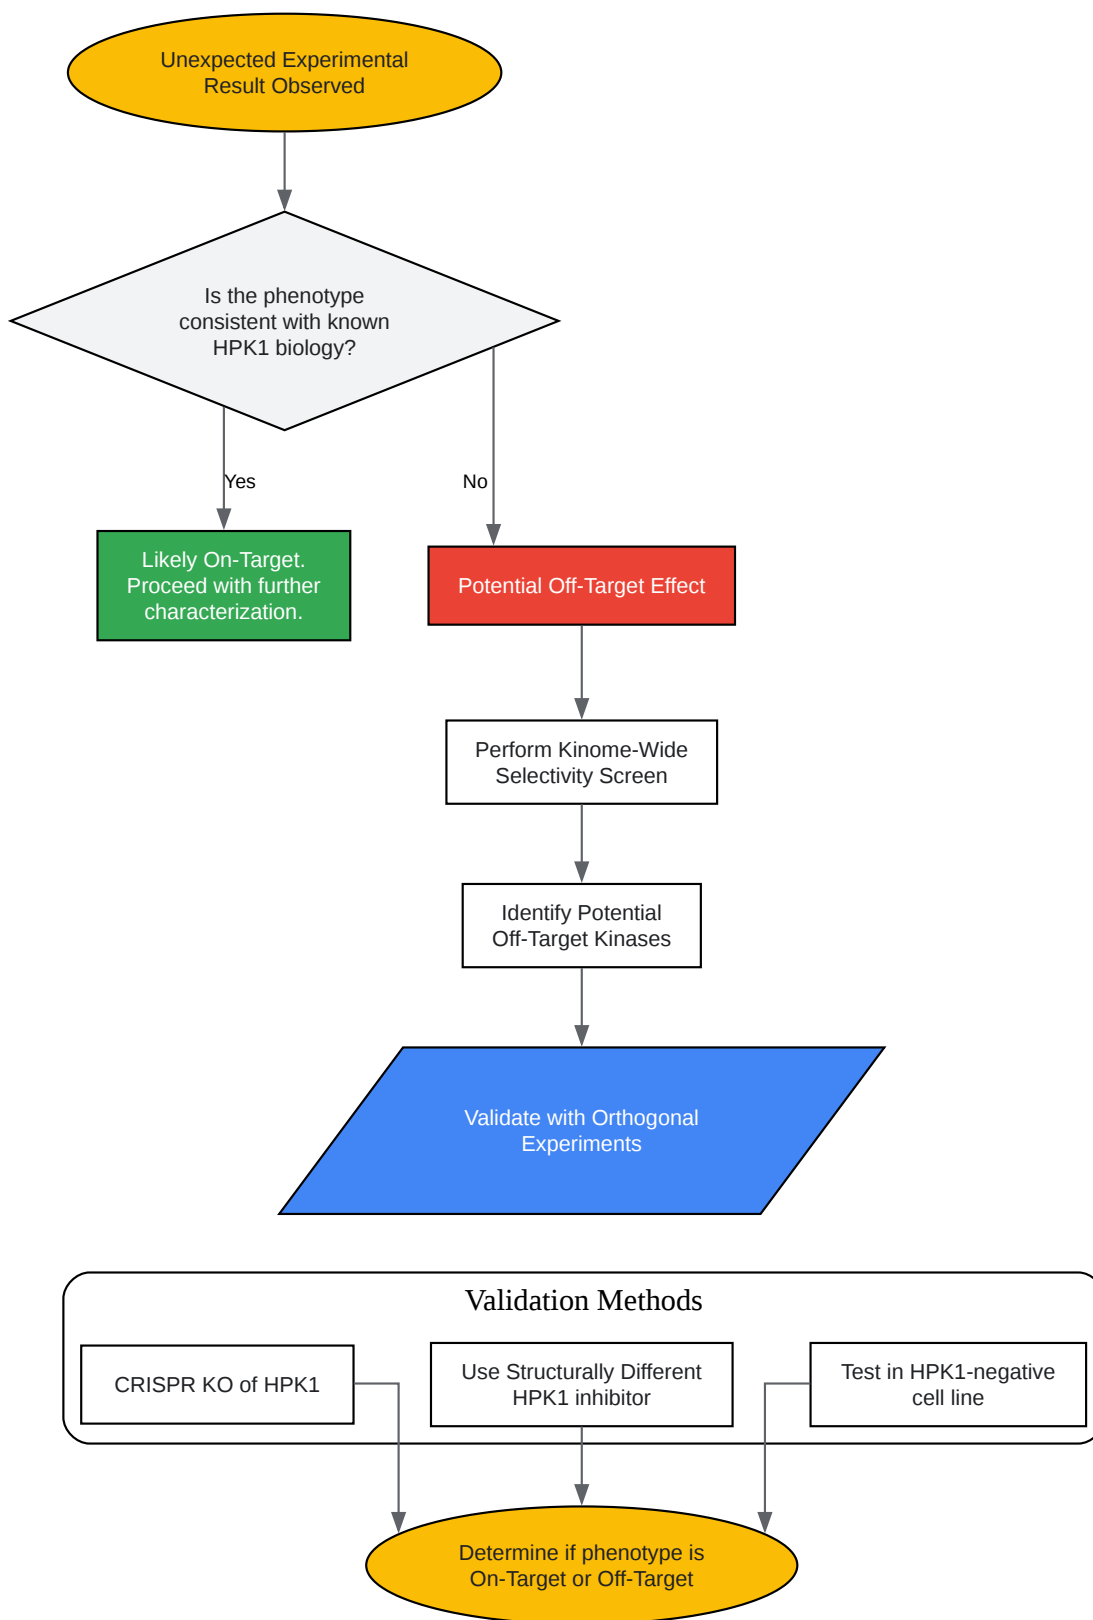 Unexpected Experimental
Result Observed
Is the phenotype
consistent with known
HPK1 biology?
Yes
No
Likely On-Target.
Proceed with further
characterization.
Potential Off-Target Effect
Perform Kinome-Wide
Selectivity Screen
Identify Potential
Off-Target Kinases
Validate with Orthogonal
Experiments
Validation Methods
CRISPR KO of HPK1
Use Structurally Different
HPK1 inhibitor
Test in HPK1-negative
cell line
Determine if phenotype is
On-Target or Off-Target